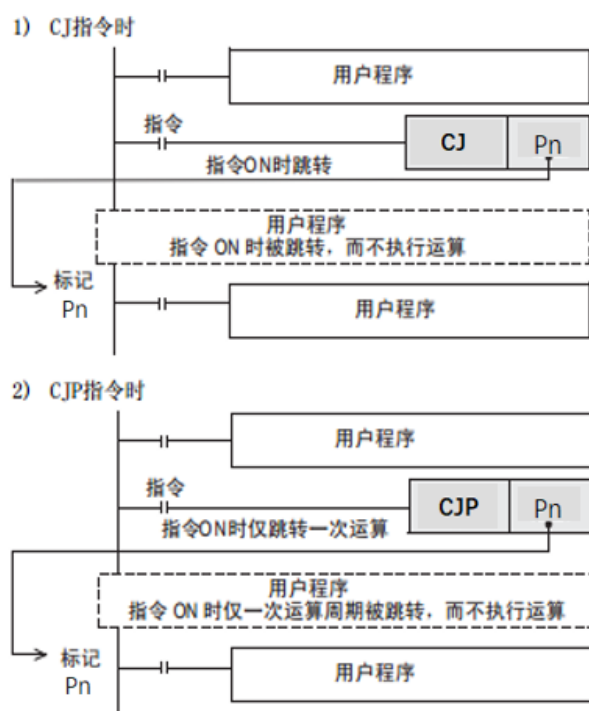 1) CJ指令时
用户程序
指令
CJ
Pn
指令ON时跳转
用户程序
指令 ON 时被跳转，而不执行运算
标记
Pn
用户程序
2) CJP指令时
用户程序
指令
CJP
Pn
指令ON时仅跳转一次运算
用户程序
指令 ON 时仅一次运算周期被跳转，而不执行运算
标记
Pn
用户程序